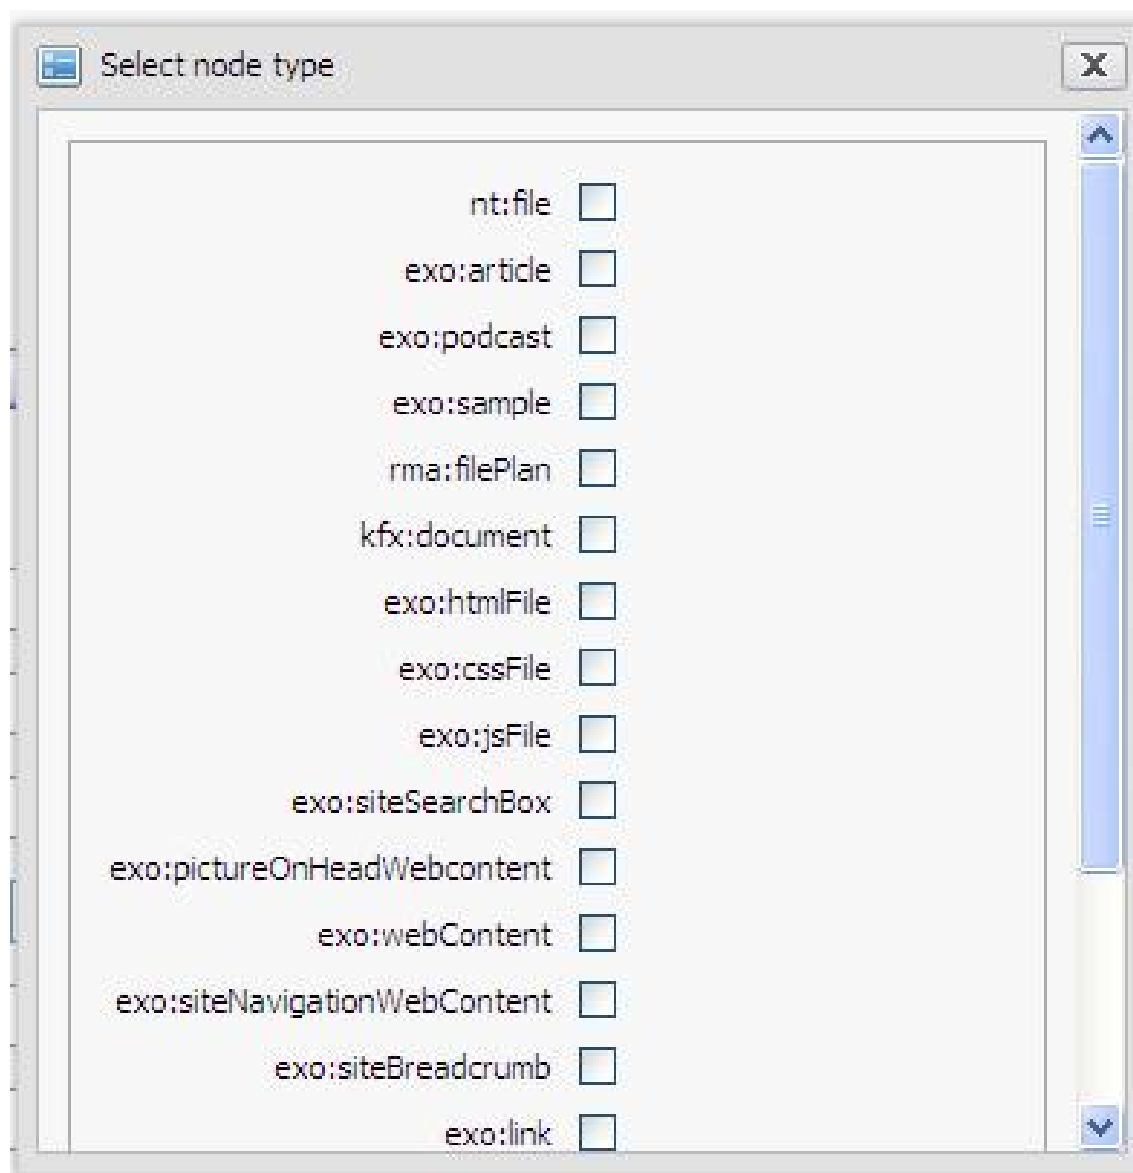 Select node type
nt:file
exo:article
exo:podcast
exo:sample
rma:filePlan
kfx:document
exo:htmlFile
exo:cssFile
exo:jsFile
exo:siteSearchBox
exo:pictureOnHeadWebcontent
exo:webContent
exo:siteNavigationWebContent
exo:siteBreadcrumb
exo:link